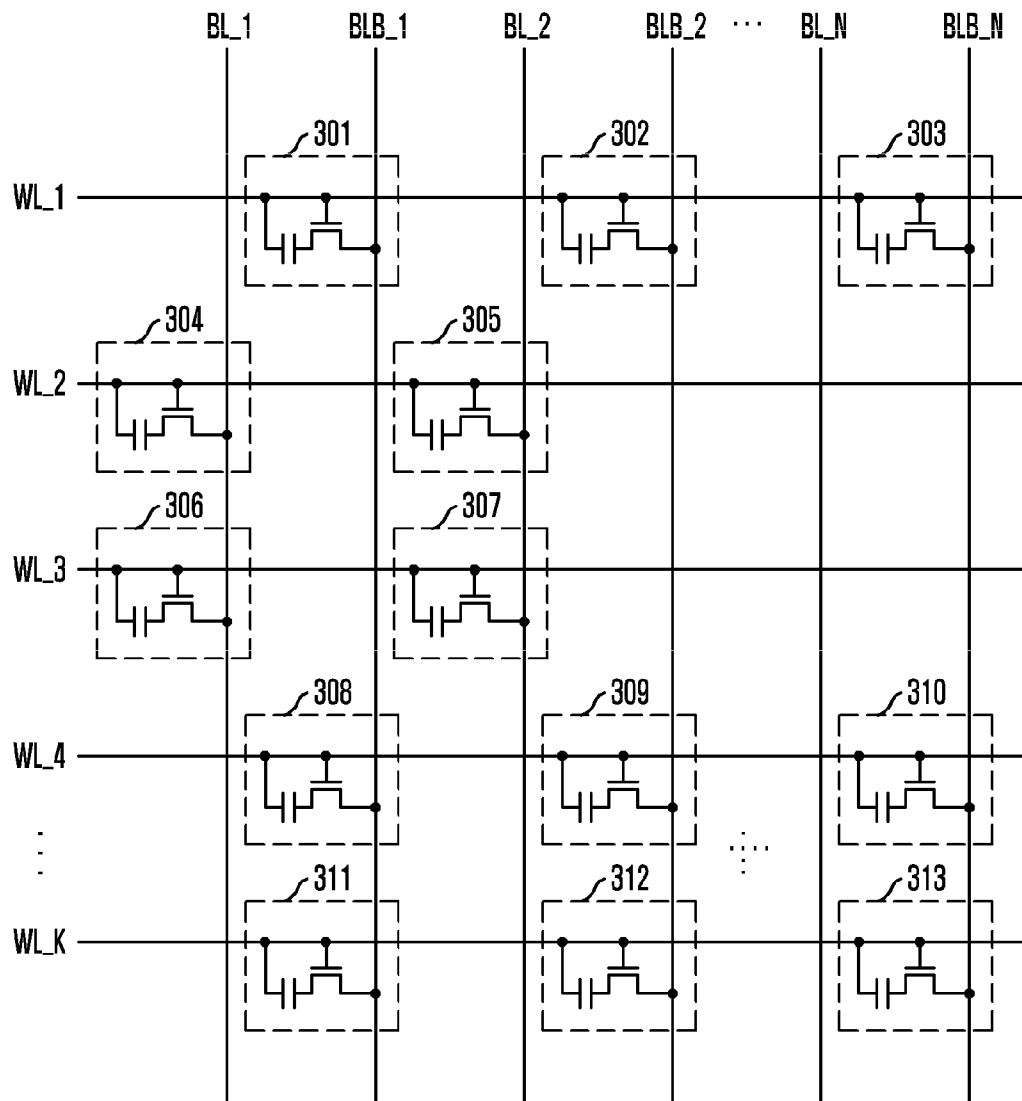 BL_1 BLB_1 BL_2 BLB_2 ··· BL_N BLB_N
301 302 303
WL_1
304 305
WL_2
306 307
WL_3
308 309 310
WL_4
311 312 313
WL_K